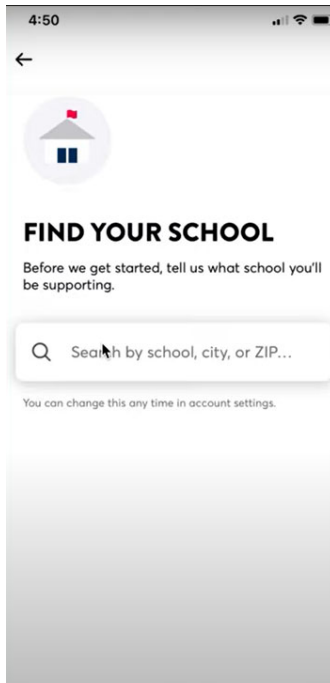 4:50
FIND YOUR SCHOOL
Before we get started, tell us what school you'll
be supporting.
Search by school, city, or ZIP...
You can change this any time in account settings.